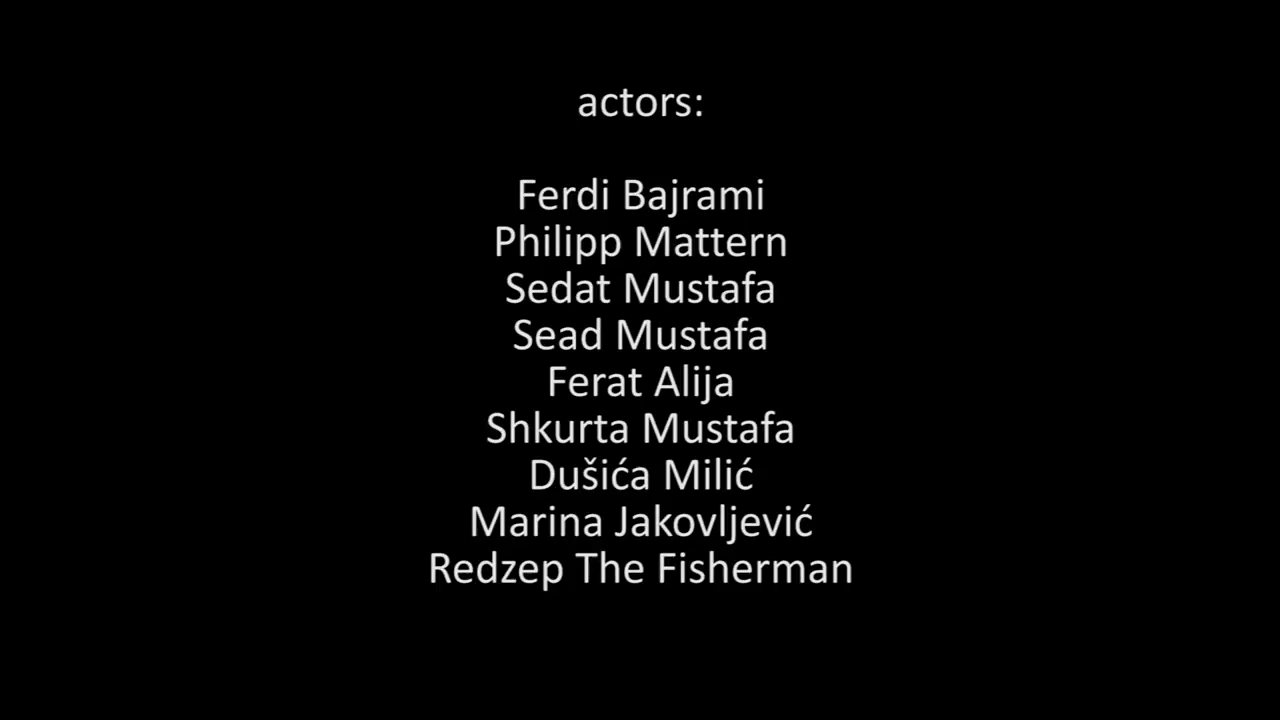 actors:
Ferdi Bajrami
Philipp Mattern
Sedat Mustafa
Sead Mustafa
Ferat Alija
Shkurta Mustafa
Dušića Milić
Marina Jakovljević
Redzep The Fisherman